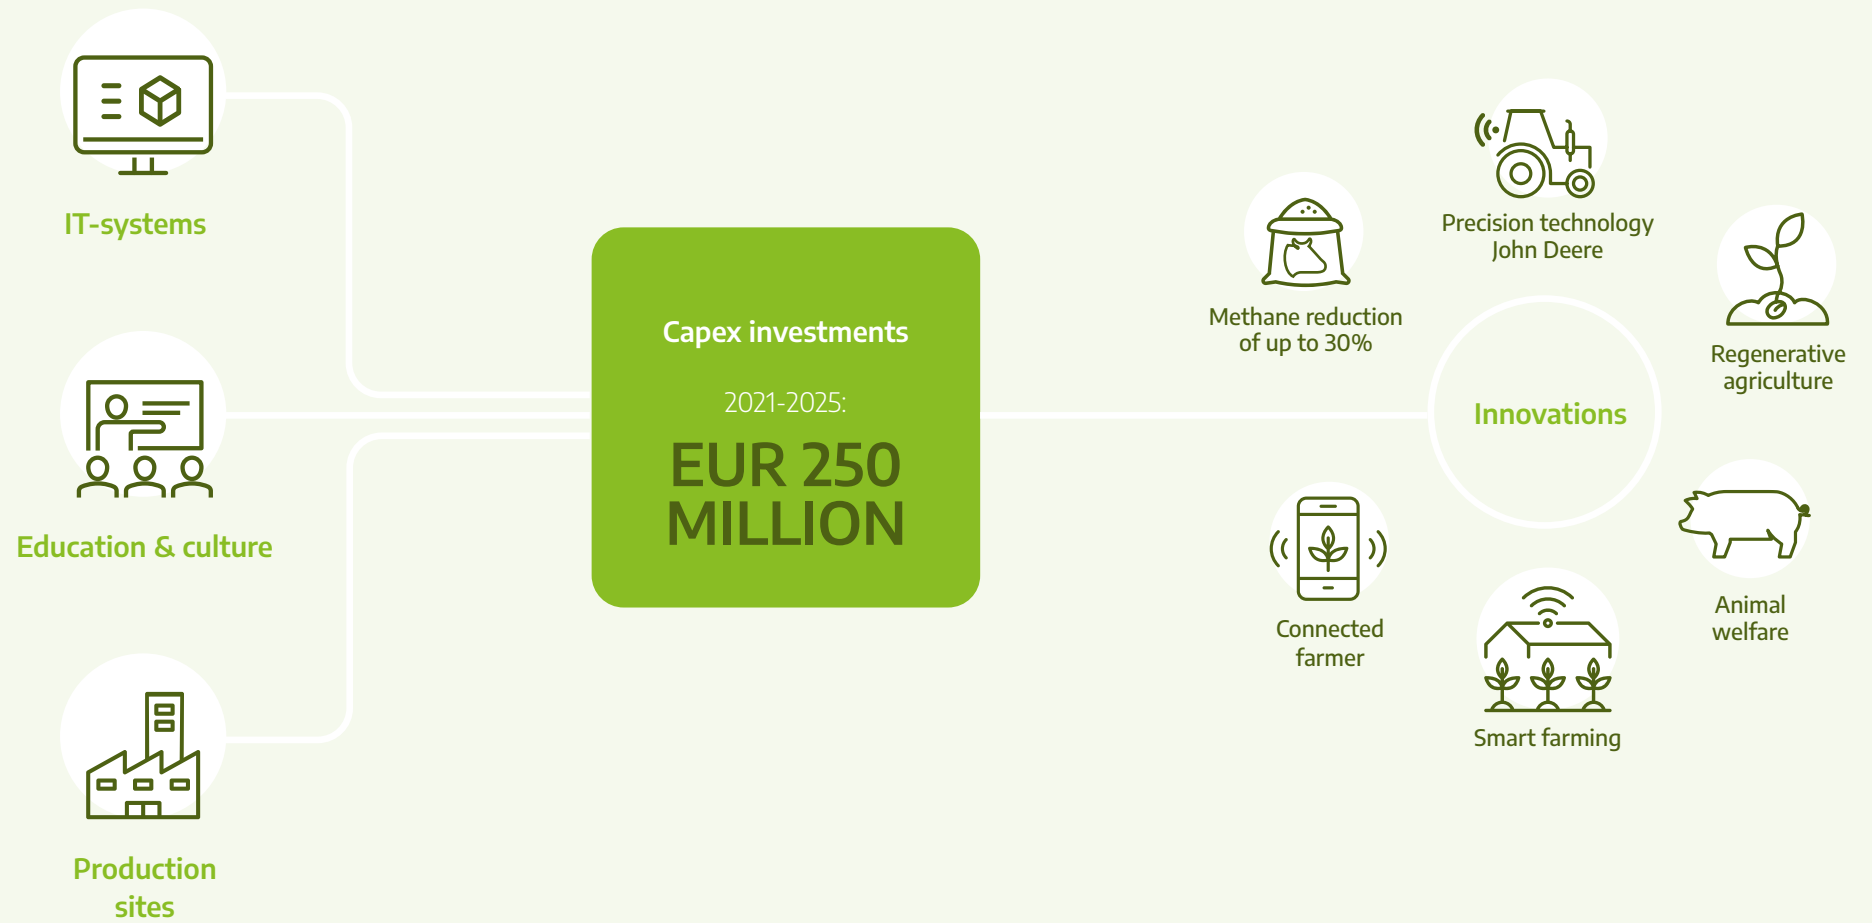 IT-systems
Education & culture
Production
sites
Capex investments
2021-2025:
EUR 250
MILLION
Innovations
Methane reduction
of up to 30%
Precision technology
John Deere
Regenerative
agriculture
Animal
welfare
Smart farming
Connected
farmer